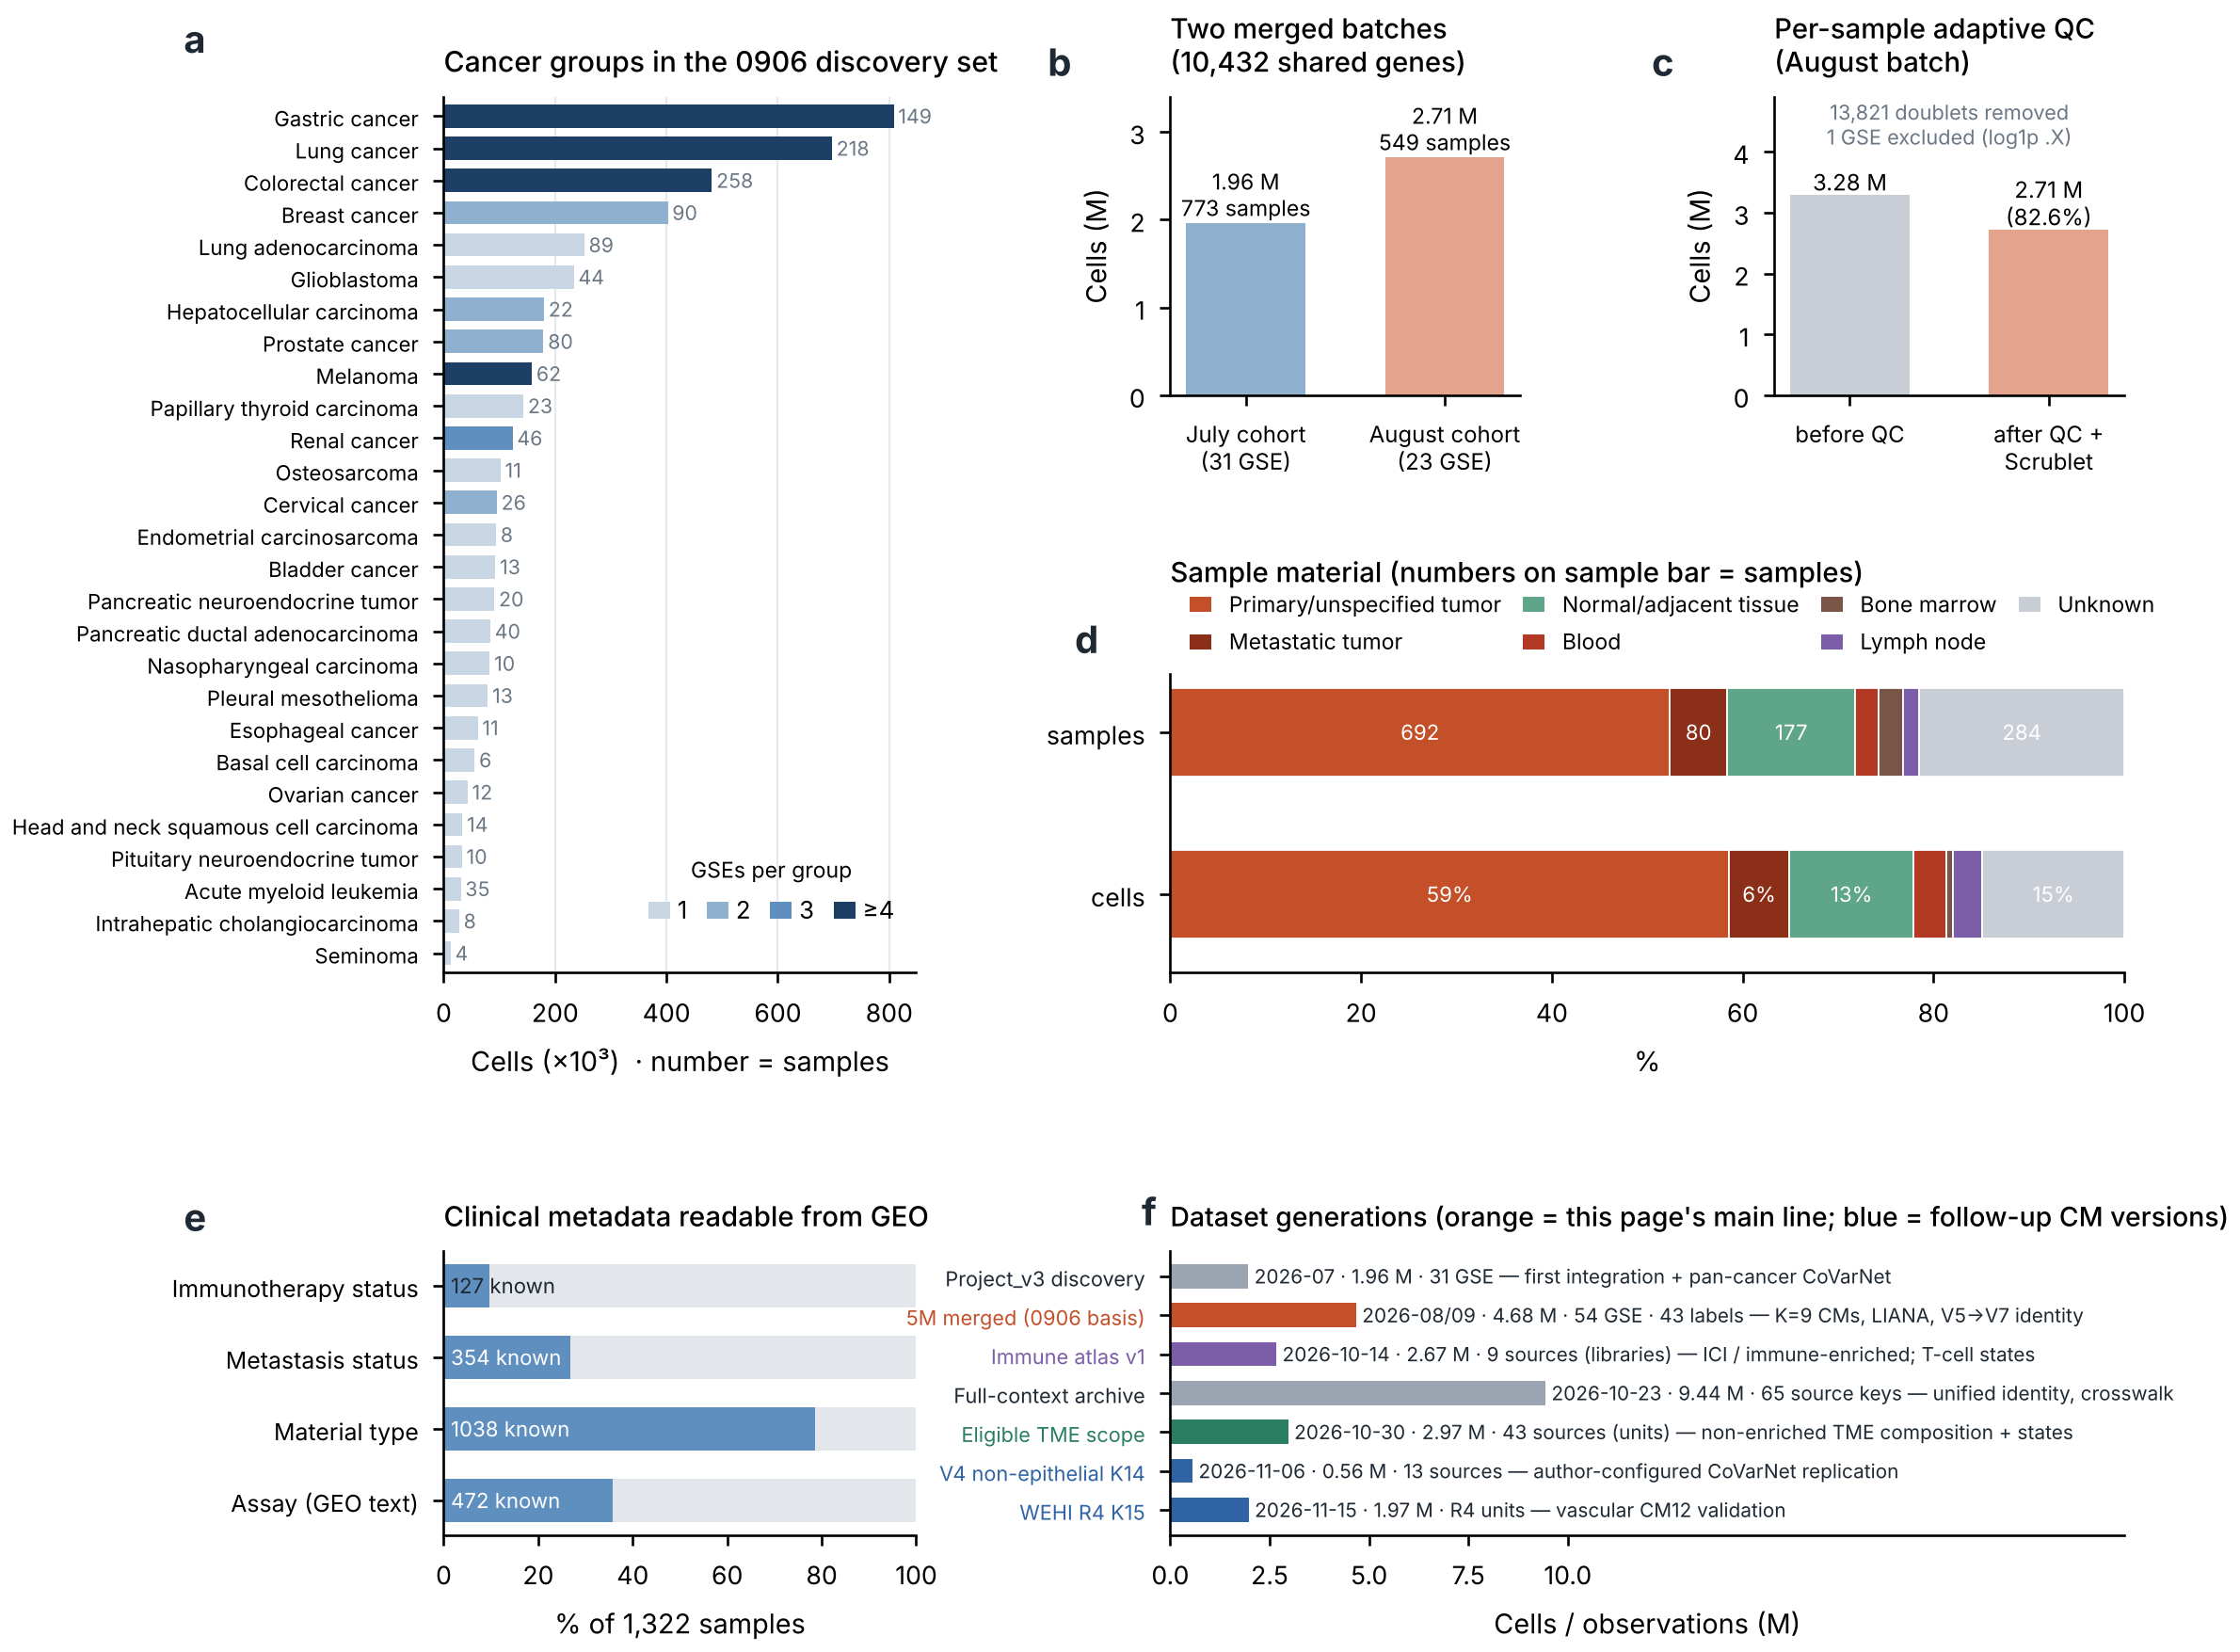 a
Cancer groups in the 0906 discovery set
Gastric cancer 149
Lung cancer 218
Colorectal cancer 258
Breast cancer 90
Lung adenocarcinoma 89
Glioblastoma 44
Hepatocellular carcinoma 22
Prostate cancer 80
Melanoma 62
Papillary thyroid carcinoma 23
Renal cancer 46
Osteosarcoma 11
Cervical cancer 26
Endometrial carcinosarcoma 8
Bladder cancer 13
Pancreatic neuroendocrine tumor 20
Pancreatic ductal adenocarcinoma 40
Nasopharyngeal carcinoma 10
Pleural mesothelioma 13
Esophageal cancer 11
Basal cell carcinoma 6
Ovarian cancer 12
Head and neck squamous cell carcinoma 14
Pituitary neuroendocrine tumor 10
Acute myeloid leukemia 35
Intrahepatic cholangiocarcinoma 8
Seminoma 4
GSEs per group
1 2 3 ≥4
0 200 400 600 800
Cells (×10³) · number = samples
b
Two merged batches
(10,432 shared genes)
Cells (M)
3
2
1
0
1.96 M
773 samples
2.71 M
549 samples
July cohort
(31 GSE)
August cohort
(23 GSE)
c
Per-sample adaptive QC
(August batch)
13,821 doublets removed
1 GSE excluded (log1p .X)
Cells (M)
4
3
2
1
0
3.28 M
2.71 M
(82.6%)
before QC
after QC +
Scrublet
d
Sample material (numbers on sample bar = samples)
Primary/unspecified tumor Normal/adjacent tissue Bone marrow Unknown
Metastatic tumor Blood Lymph node
samples 692 80 177 284
cells 59% 6% 13% 15%
0 20 40 60 80 100
%
e
Clinical metadata readable from GEO
Immunotherapy status 127 known
Metastasis status 354 known
Material type 1038 known
Assay (GEO text) 472 known
0 20 40 60 80 100
% of 1,322 samples
f
Dataset generations (orange = this page's main line; blue = follow-up CM versions)
Project_v3 discovery 2026-07 · 1.96 M · 31 GSE — first integration + pan-cancer CoVarNet
5M merged (0906 basis) 2026-08/09 · 4.68 M · 54 GSE · 43 labels — K=9 CMs, LIANA, V5→V7 identity
Immune atlas v1 2026-10-14 · 2.67 M · 9 sources (libraries) — ICI / immune-enriched; T-cell states
Full-context archive 2026-10-23 · 9.44 M · 65 source keys — unified identity, crosswalk
Eligible TME scope 2026-10-30 · 2.97 M · 43 sources (units) — non-enriched TME composition + states
V4 non-epithelial K14 2026-11-06 · 0.56 M · 13 sources — author-configured CoVarNet replication
WEHI R4 K15 2026-11-15 · 1.97 M · R4 units — vascular CM12 validation
0.0 2.5 5.0 7.5 10.0
Cells / observations (M)